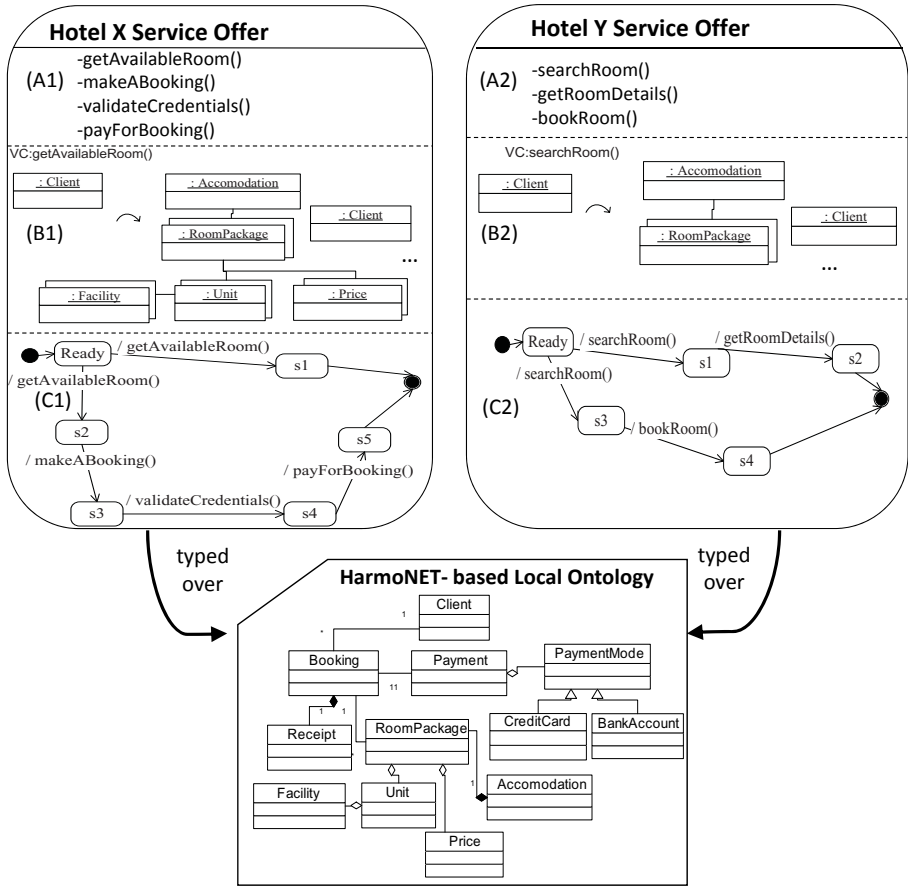 Hotel X Service Offer
(A1)
-getAvailableRoom()
-makeABooking()
-validateCredentials()
-payForBooking()
VC:getAvailableRoom()
: Client
: Accomodation
: Client
(B1)
: RoomPackage
...
: Facility
: Unit
: Price
Ready
/ getAvailableRoom()
s1
/ getAvailableRoom()
(C1)
s2
s5
/ makeABooking()
/ payForBooking()
s3
/ validateCredentials()
s4
Hotel Y Service Offer
(A2)
-searchRoom()
-getRoomDetails()
-bookRoom()
VC:searchRoom()
: Client
: Accomodation
: Client
(B2)
: RoomPackage
...
Ready
/ searchRoom()
/ getRoomDetails()
s1
s2
/ searchRoom()
(C2)
s3
/ bookRoom()
s4
typed
over
typed
over
HarmoNET- based Local Ontology
Client
1
*
Booking
Payment
PaymentMode
11
1
1
Receipt
RoomPackage
CreditCard
BankAccount
*
Facility
Unit
1
Accomodation
Price